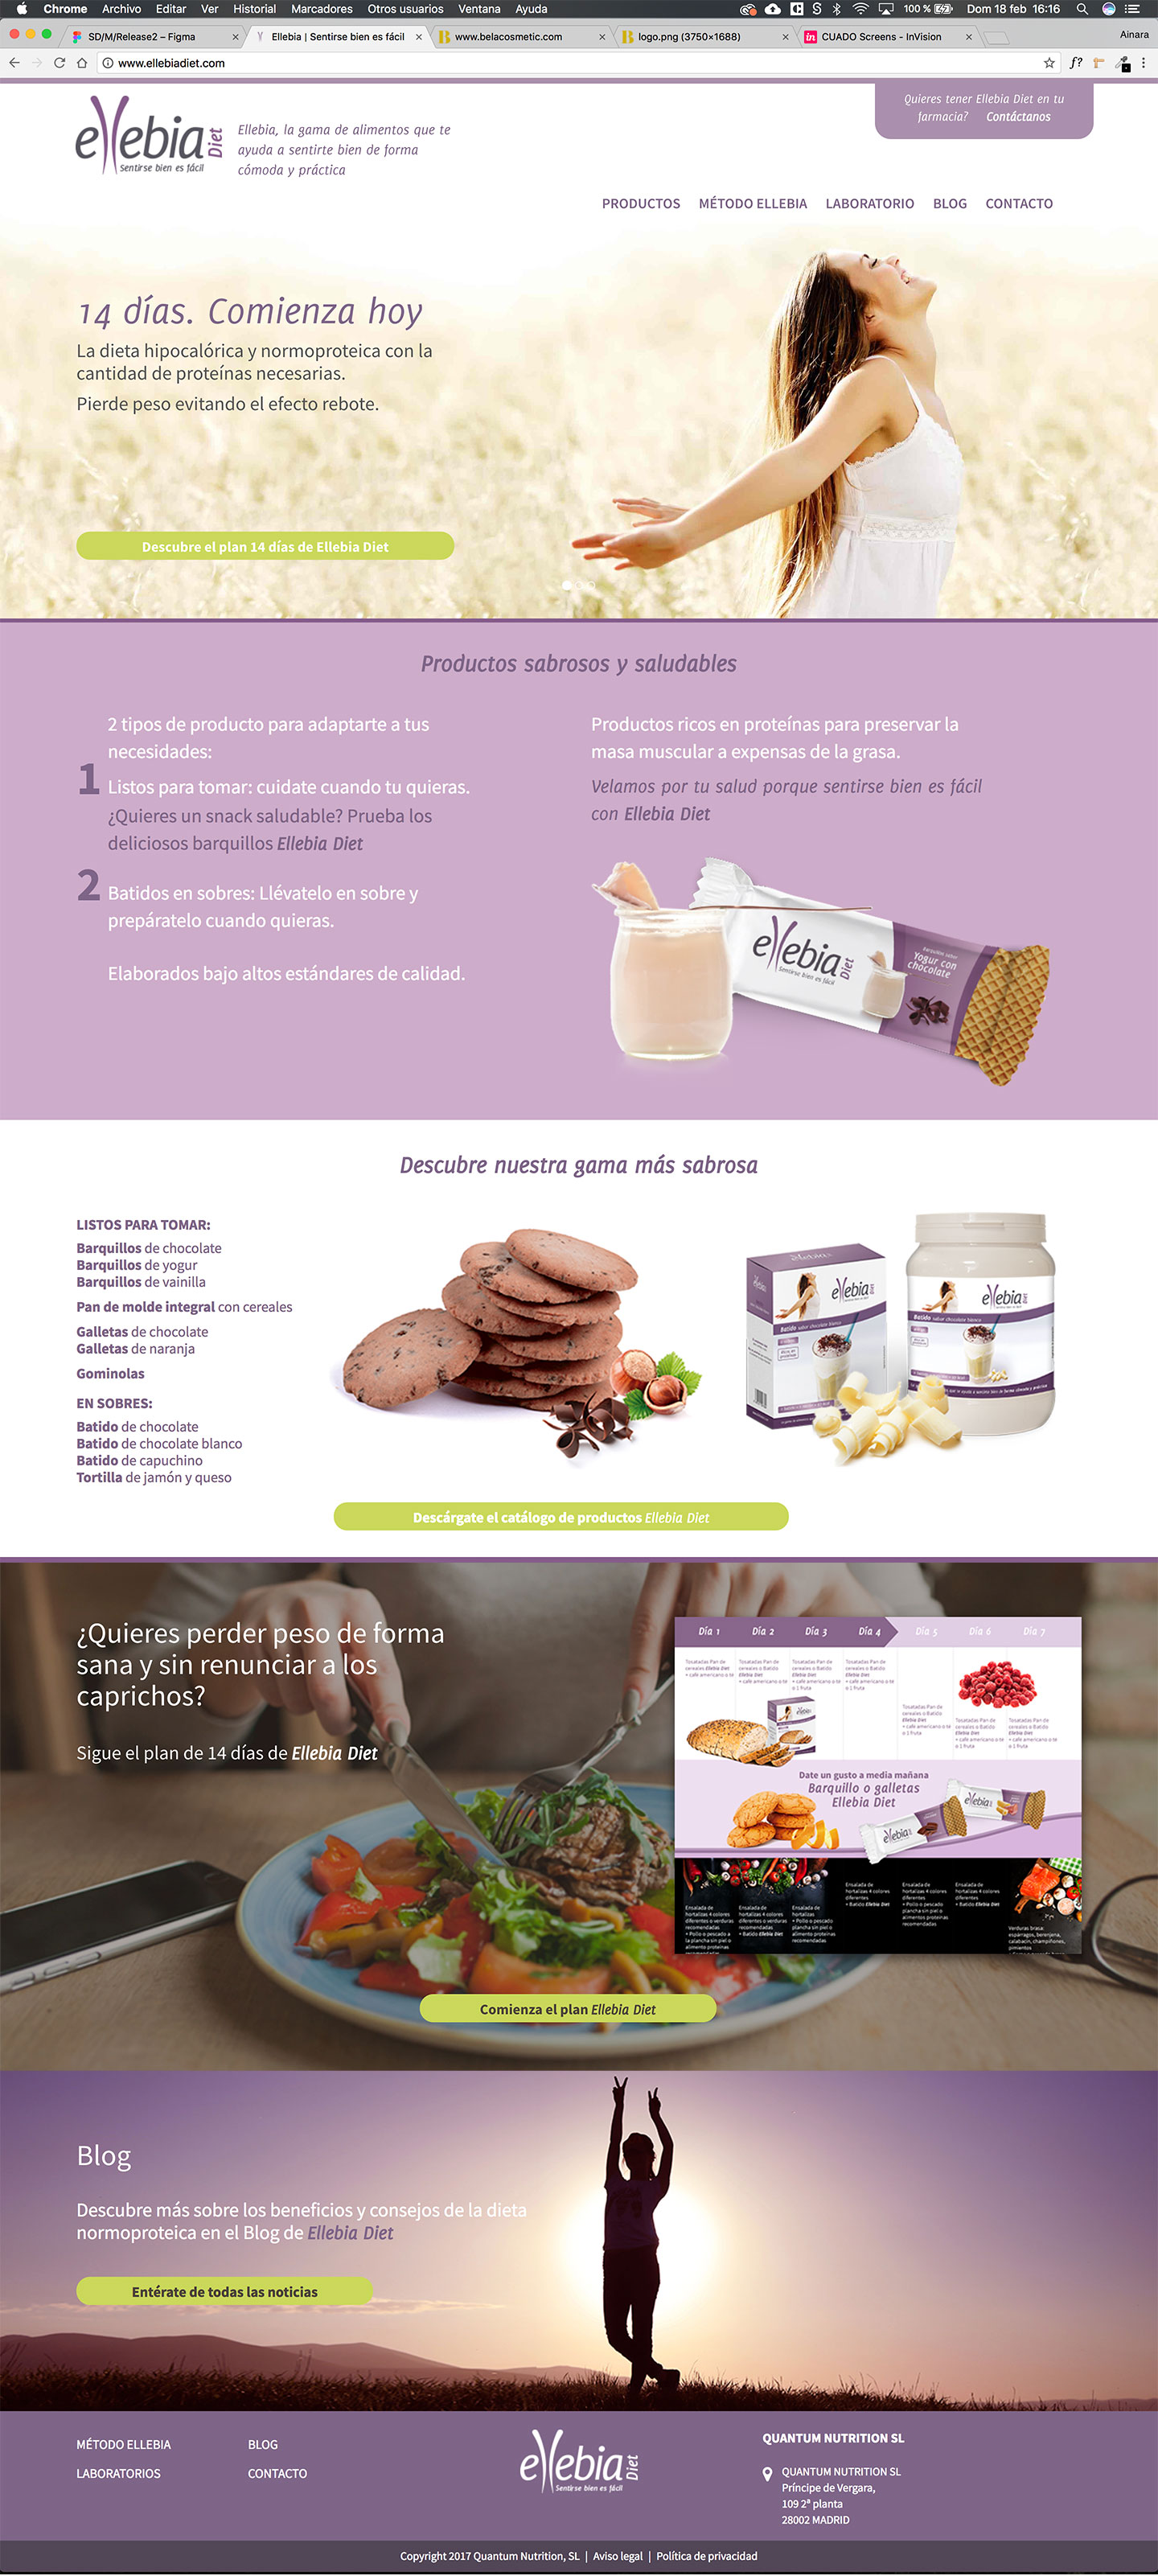 Chrome Archivo Editar Ver Historial Marcadores Otros usuarios Ventana Ayuda 100 % Dom 18 feb 16:16
SD/M/Release2 – Figma
Ellebia | Sentirse bien es fácil
www.belacosmetic.com
logo.png (3750×1688)
CUADO Screens - InVision
Ainara
www.ellebiadiet.com
ellebia Diet
Sentirse bien es fácil
Ellebia, la gama de alimentos que te
ayuda a sentirte bien de forma
cómoda y práctica
Quieres tener Ellebia Diet en tu
farmacia? Contáctanos
PRODUCTOS MÉTODO ELLEBIA LABORATORIO BLOG CONTACTO
14 días. Comienza hoy
La dieta hipocalórica y normoproteica con la
cantidad de proteínas necesarias.
Pierde peso evitando el efecto rebote.
Descubre el plan 14 días de Ellebia Diet
Productos sabrosos y saludables
2 tipos de producto para adaptarte a tus
necesidades:
1
Listos para tomar: cuidate cuando tu quieras.
¿Quieres un snack saludable? Prueba los
deliciosos barquillos Ellebia Diet
2
Batidos en sobres: Llévatelo en sobre y
prepáratelo cuando quieras.
Elaborados bajo altos estándares de calidad.
Productos ricos en proteínas para preservar la
masa muscular a expensas de la grasa.
Velamos por tu salud porque sentirse bien es fácil
con Ellebia Diet
ellebia Diet
Sentirse bien es fácil
Yogur con
chocolate
Descubre nuestra gama más sabrosa
LISTOS PARA TOMAR:
Barquillos de chocolate
Barquillos de yogur
Barquillos de vainilla
Pan de molde integral con cereales
Galletas de chocolate
Galletas de naranja
Gominolas
EN SOBRES:
Batido de chocolate
Batido de chocolate blanco
Batido de capuchino
Tortilla de jamón y queso
ellebia
Batido sabor chocolate blanco
ellebia Diet
Batido sabor chocolate blanco
Descárgate el catálogo de productos Ellebia Diet
¿Quieres perder peso de forma
sana y sin renunciar a los
caprichos?
Sigue el plan de 14 días de Ellebia Diet
Día 1 Día 2 Día 3 Día 4 Día 5 Día 6 Día 7
Date un gusto a media mañana
Barquillo o galletas
Ellebia Diet
ellebia
ellebia
Comienza el plan Ellebia Diet
Blog
Descubre más sobre los beneficios y consejos de la dieta
normoproteica en el Blog de Ellebia Diet
Entérate de todas las noticias
MÉTODO ELLEBIA
BLOG
LABORATORIOS
CONTACTO
ellebia Diet
Sentirse bien es fácil
QUANTUM NUTRITION SL
QUANTUM NUTRITION SL
Príncipe de Vergara,
109 2ª planta
28002 MADRID
Copyright 2017 Quantum Nutrition, SL | Aviso legal | Política de privacidad